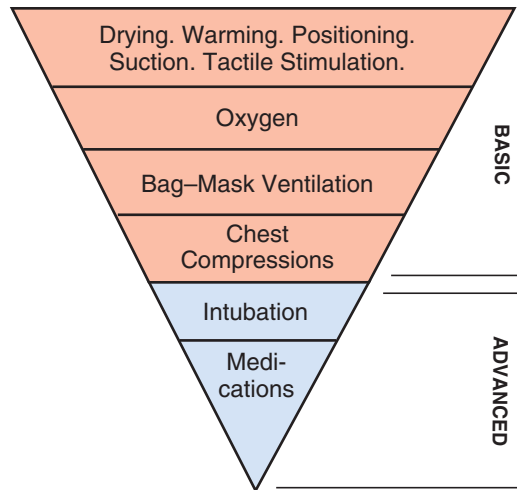 Drying. Warming. Positioning.
Suction. Tactile Stimulation.
Oxygen
Bag–Mask Ventilation
Chest
Compressions
Intubation
Medi-
cations
BASIC
ADVANCED